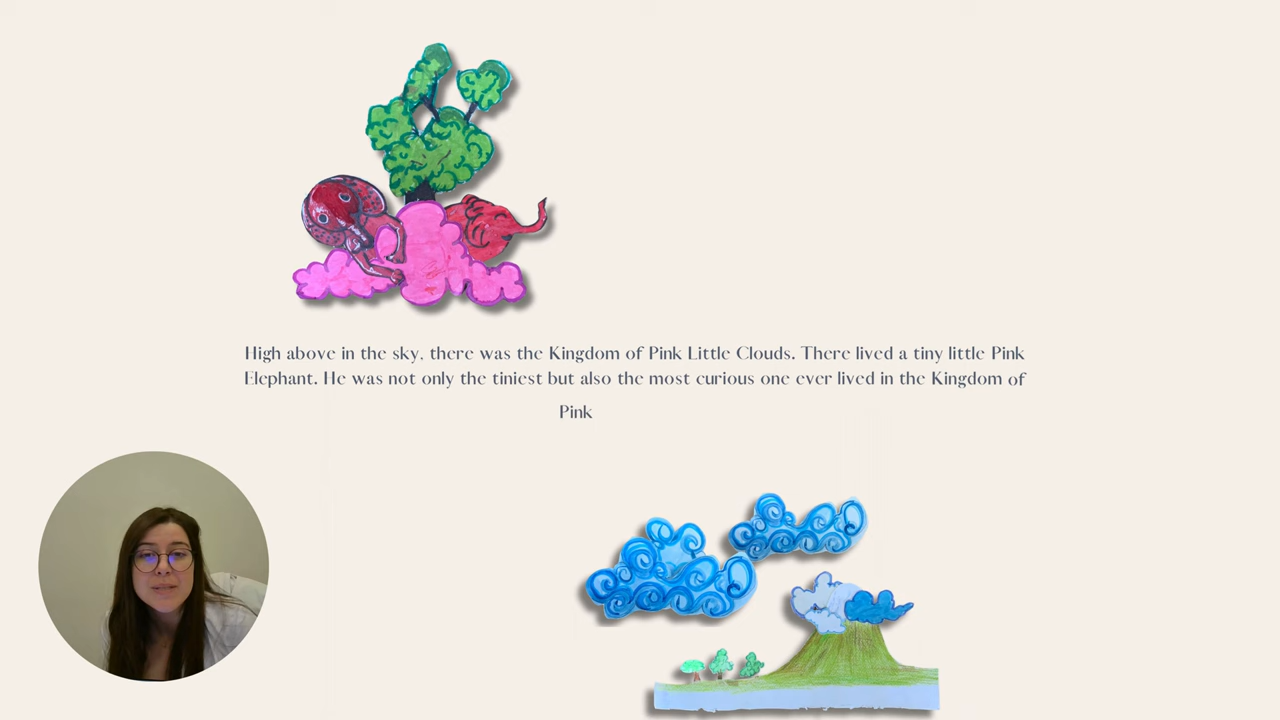 High above in the sky, there was the Kingdom of Pink Little Clouds. There lived a tiny little Pink
Elephant. He was not only the tiniest but also the most curious one ever lived in the Kingdom of
Pink